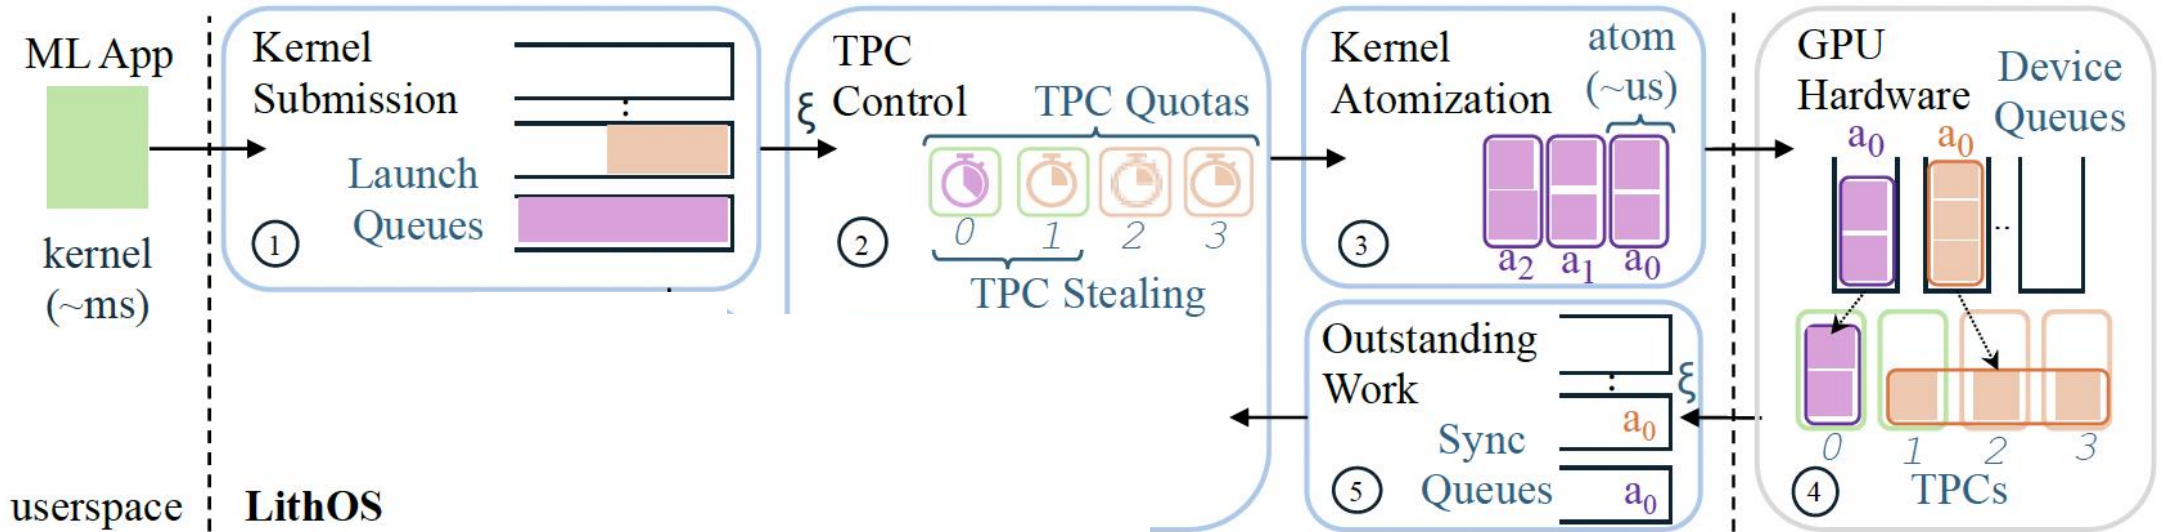 ML App
kernel
(~ms)
userspace
LithOS
Kernel
Submission
Launch
Queues
1
TPC
Control
ξ
TPC Quotas
0 1 2 3
TPC Stealing
2
Kernel
Atomization
atom
(~us)
a2 a1 a0
3
Outstanding
Work
ξ
Sync
Queues
a0
a0
5
GPU
Hardware
Device
Queues
a0 a0
0 1 2 3
TPCs
4